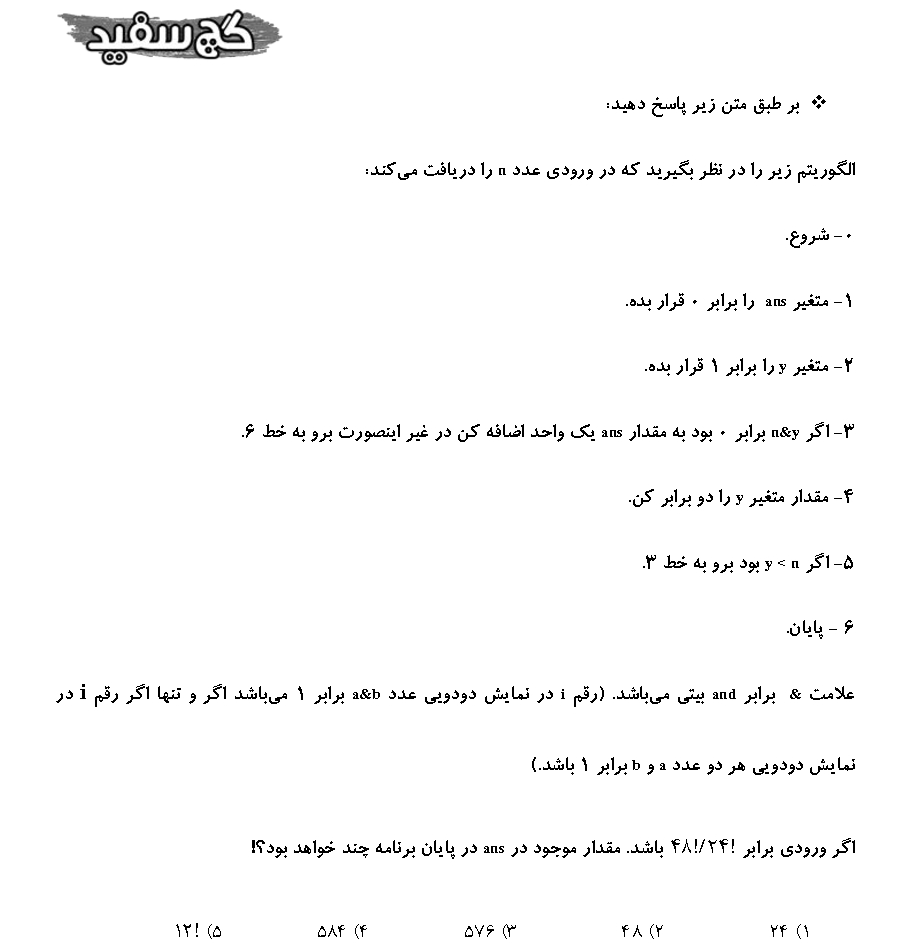 گچ سفید
❖ بر طبق متن زیر پاسخ دهید:
الگوریتم زیر را در نظر بگیرید که در ورودی عدد n را دریافت می‌کند:
۰- شروع.
۱- متغیر ans را برابر ۰ قرار بده.
۲- متغیر y را برابر ۱ قرار بده.
۳- اگر n&y برابر ۰ بود به مقدار ans یک واحد اضافه کن در غیر اینصورت برو به خط ۶.
۴- مقدار متغیر y را دو برابر کن.
۵- اگر y < n بود برو به خط ۳.
۶ - پایان.
علامت & برابر and بیتی می‌باشد. (رقم i در نمایش دودویی عدد a&b برابر ۱ می‌باشد اگر و تنها اگر رقم i در
نمایش دودویی هر دو عدد a و b برابر ۱ باشد.)
اگر ورودی برابر !۴۸!/۲۴ باشد. مقدار موجود در ans در پایان برنامه چند خواهد بود؟!
۱) ۲۴ ۲) ۴۸ ۳) ۵۷۶ ۴) ۵۸۴ ۵) !۱۲